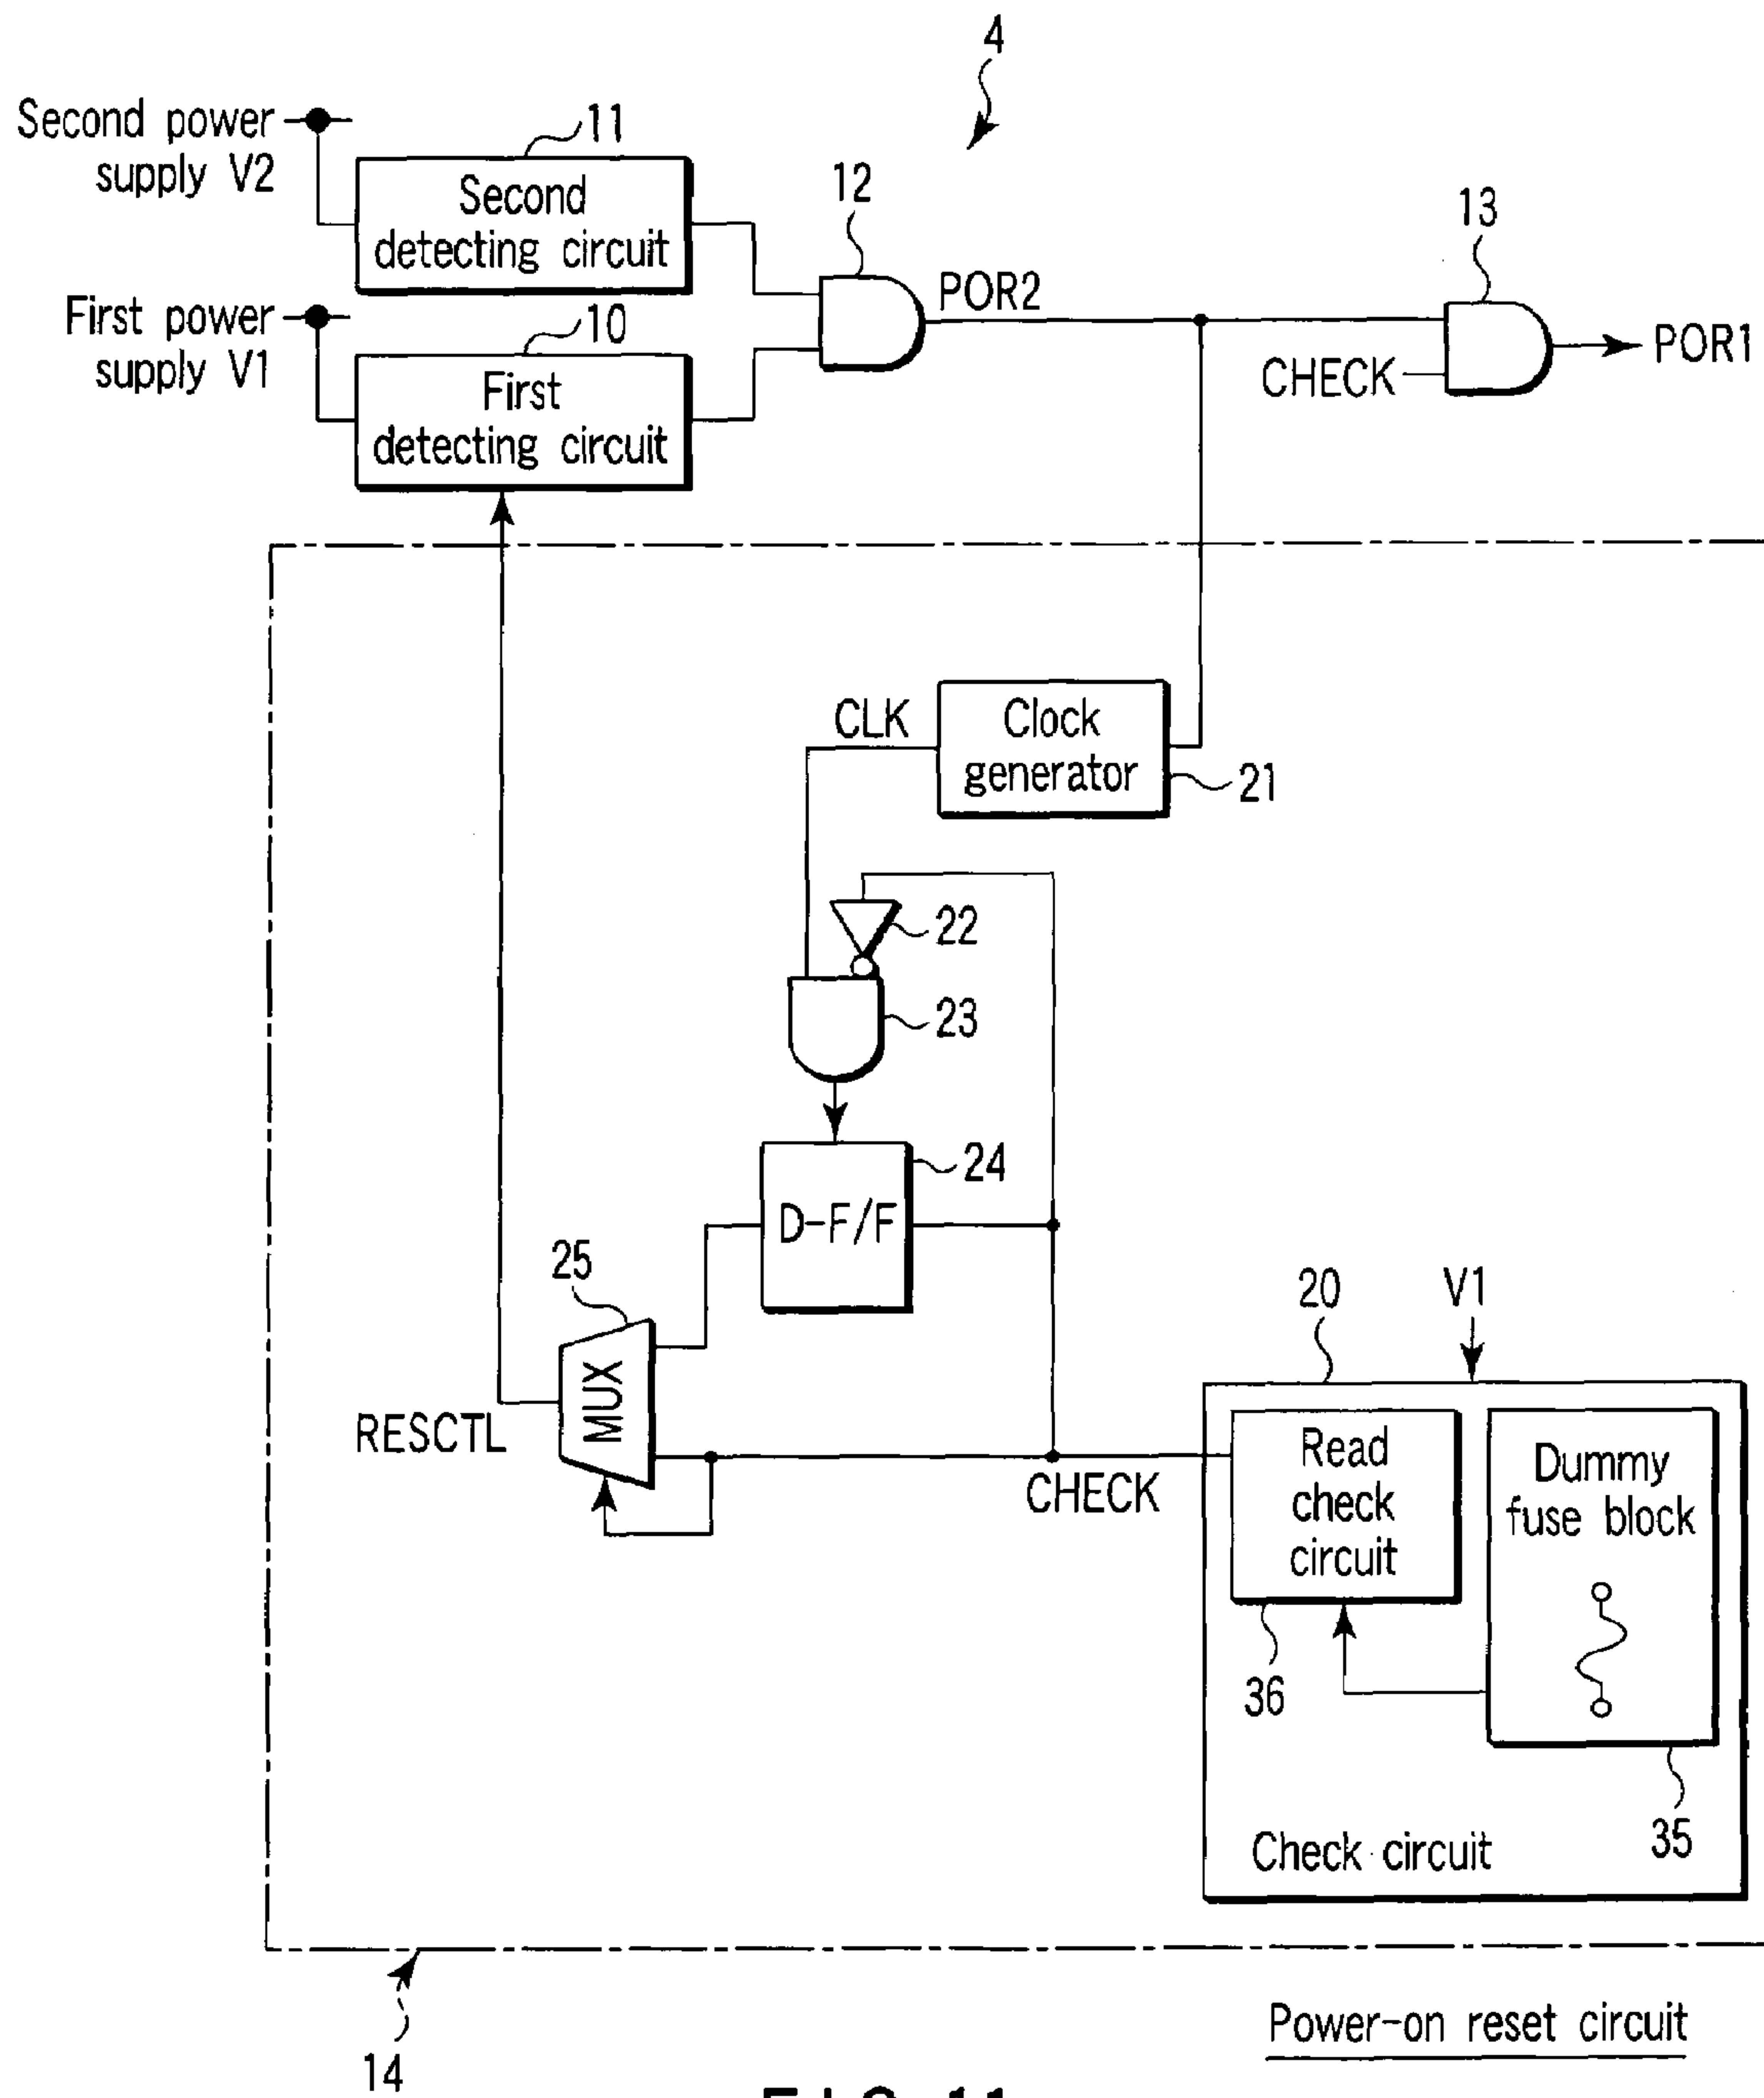 4
Second power
supply V2
11
Second
detecting circuit
12
13
First power
supply V1
10
First
detecting circuit
POR2
CHECK
POR1
CLK
Clock
generator
21
22
23
24
D-F/F
25
MUX
RESCTL
CHECK
20
V1
Read
check
circuit
Dummy
fuse block
36
35
Check circuit
14
Power-on reset circuit
FIG. 11